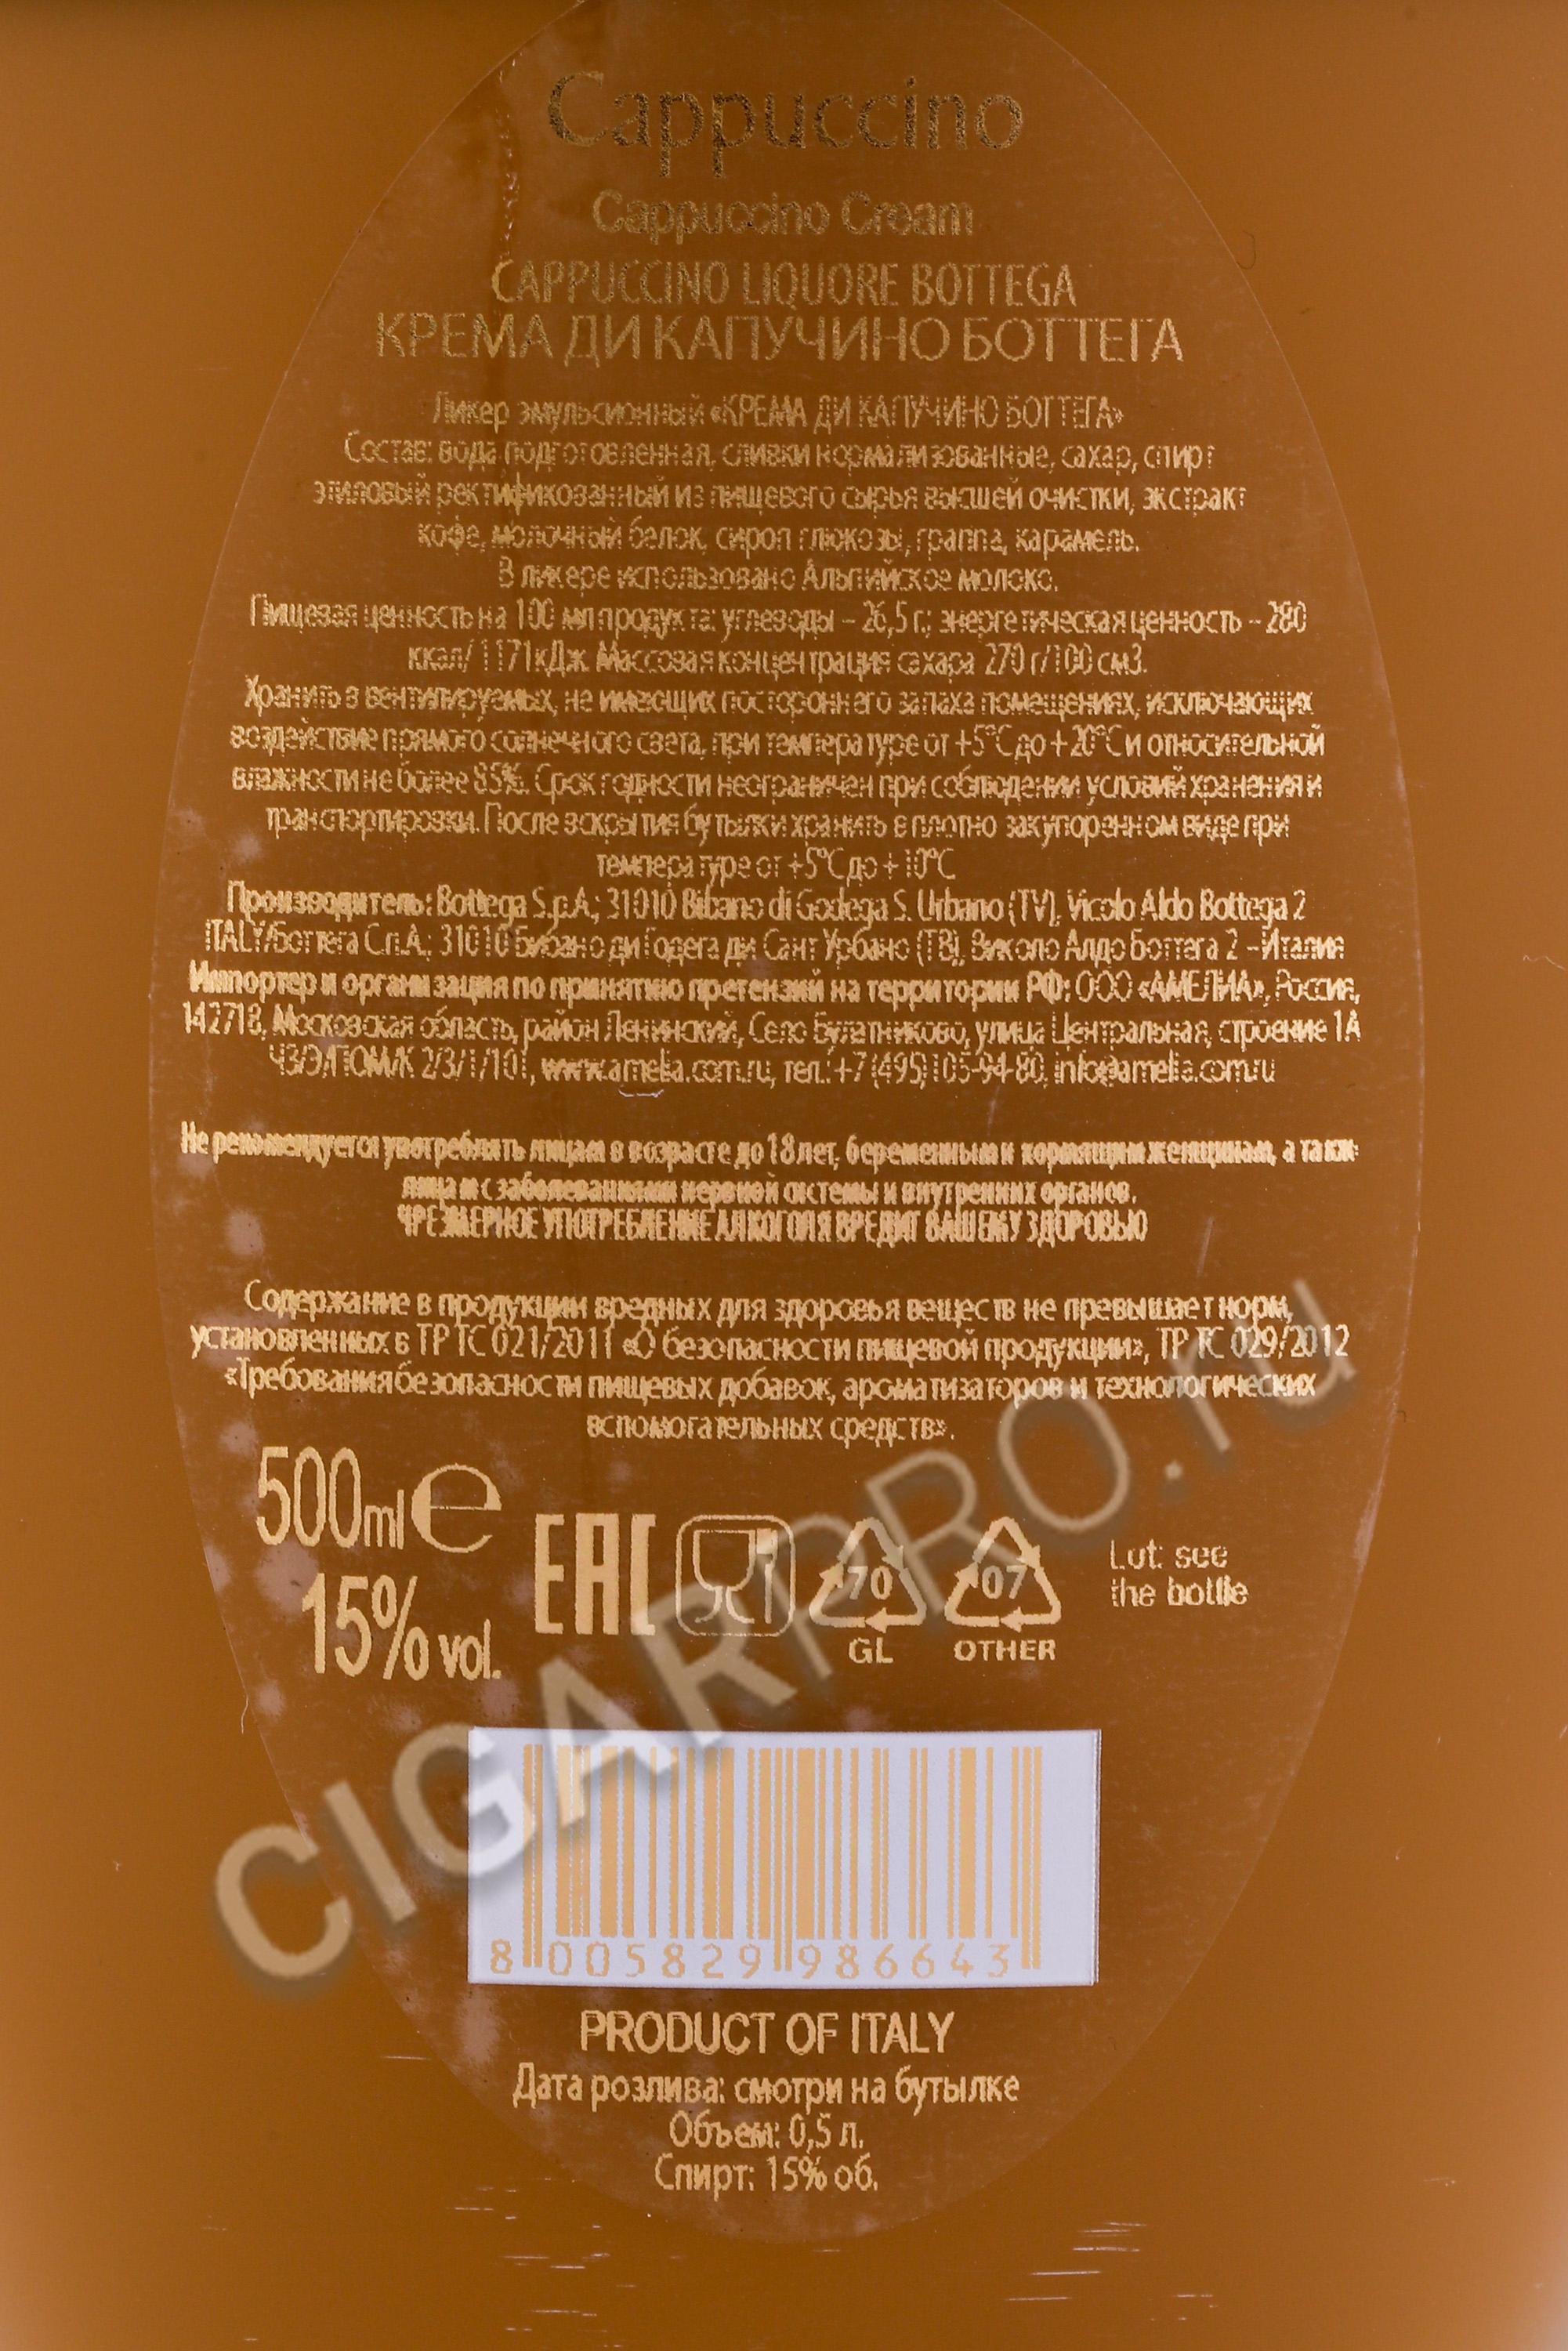 Cappuccino
Cappuccino Cream
CAPPUCCINO LIQUORE BOTTEGA
КРЕМА ДИ КАПУЧИНО БОТТЕГА
Ликер эмульсионный «КРЕМА ДИ КАПУЧИНО БОТТЕГА»
Состав: вода подготовленная, сливки нормализованные, сахар, спирт
этиловый ректификованный из пищевого сырья высшей очистки, экстракт
кофе, молочный белок, сироп глюкозы, граппа, карамель.
В ликере использовано Альпийское молоко.
Пищевая ценность на 100 мл продукта: углеводы – 26,5 г; энергетическая ценность – 280
ккал/ 1171кДж. Массовая концентрация сахара 270 г/100 см3.
Хранить в вентилируемых, не имеющих постороннего запаха помещениях, исключающих
воздействие прямого солнечного света, при температуре от +5°С до +20°С и относительной
влажности не более 85%. Срок годности неограничен при соблюдении условий хранения и
транспортировки. После вскрытия бутылки хранить в плотно закупоренном виде при
температуре от +5°С до +10°С
Производитель: Bottega S.p.A.; 31010 Bibano di Godega S. Urbano (TV), Vicolo Aldo Bottega 2
ITALY/Боттега С.п.А.; 31010 Бибано ди Годега ди Сант Урбано (ТВ), Виколо Алдо Боттега 2 – Италия
Импортер и организация по принятию претензий на территории РФ: ООО «АМЕЛИА», Россия,
142718, Московская область, район Ленинский, Село Булатниково, улица Центральная, строение 1А
ЧЗ/Э/ПОМ/К 2/3/1/101, www.amelia.com.ru, тел.: +7 (495) 105-94-80, info@amelia.com.ru
Не рекомендуется употреблять лицам в возрасте до 18 лет, беременным и кормящим женщинам, а также
лицам с заболеваниями нервной системы и внутренних органов.
ЧРЕЗМЕРНОЕ УПОТРЕБЛЕНИЕ АЛКОГОЛЯ ВРЕДИТ ВАШЕМУ ЗДОРОВЬЮ
Содержание в продукции вредных для здоровья веществ не превышает норм,
установленных в ТР ТС 021/2011 «О безопасности пищевой продукции», ТР ТС 029/2012
«Требования безопасности пищевых добавок, ароматизаторов и технологических
вспомогательных средств».
500ml e
15% vol.
EAC
70
GL
07
OTHER
Lot: see
the bottle
CIGARPRO.ru
8 005829 986643
PRODUCT OF ITALY
Дата розлива: смотри на бутылке
Объем: 0,5 л.
Спирт: 15% об.